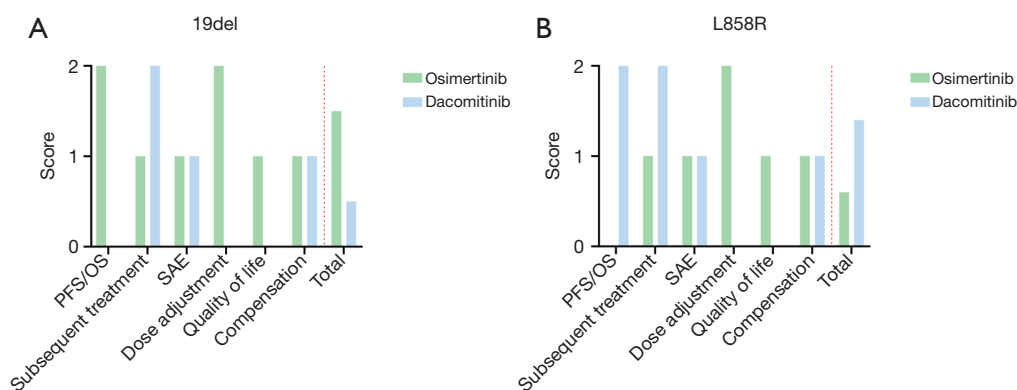 A
19del
2
1
0
Score
PFS/OS
Subsequent treatment
SAE
Dose adjustment
Quality of life
Compensation
Total
Osimertinib
Dacomitinib
B
L858R
2
1
0
Score
PFS/OS
Subsequent treatment
SAE
Dose adjustment
Quality of life
Compensation
Total
Osimertinib
Dacomitinib